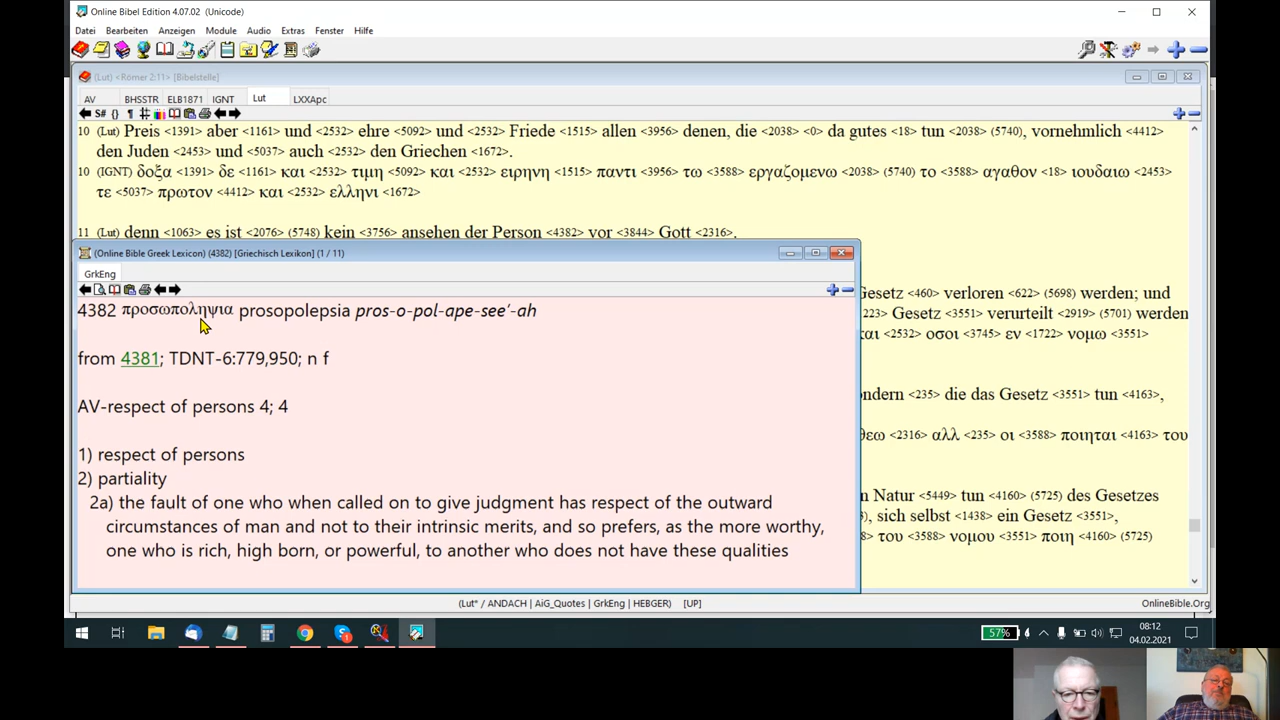 Online Bibel Edition 4.07.02 (Unicode)
Datei Bearbeiten Anzeigen Module Audio Extras Fenster Hilfe
(Lut) <Römer 2:11> [Bibelstelle]
AV BHSSTR ELB1871 IGNT Lut LXXApc
S# {} ¶
10 (Lut) Preis <1391> aber <1161> und <2532> ehre <5092> und <2532> Friede <1515> allen <3956> denen, die <2038> <0> da gutes <18> tun <2038> (5740), vornehmlich <4412>
den Juden <2453> und <5037> auch <2532> den Griechen <1672>.
10 (IGNT) δοξα <1391> δε <1161> και <2532> τιμη <5092> και <2532> ειρηνη <1515> παντι <3956> τω <3588> εργαζομενω <2038> (5740) το <3588> αγαθον <18> ιουδαιω <2453>
τε <5037> πρωτον <4412> και <2532> ελληνι <1672>
11 (Lut) denn <1063> es ist <2076> (5748) kein <3756> ansehen der Person <4382> vor <3844> Gott <2316>.
(Online Bible Greek Lexicon) (4382) [Griechisch Lexikon] (1 / 11)
GrkEng
4382 προσωποληψια prosopolepsia pros-o-pol-ape-see'-ah
from 4381; TDNT-6:779,950; n f
AV-respect of persons 4; 4
1) respect of persons
2) partiality
2a) the fault of one who when called on to give judgment has respect of the outward
circumstances of man and not to their intrinsic merits, and so prefers, as the more worthy,
one who is rich, high born, or powerful, to another who does not have these qualities
Gesetz <460> verloren <622> (5698) werden; und
223> Gesetz <3551> verurteilt <2919> (5701) werden
και <2532> οσοι <3745> εν <1722> νομω <3551>
ndern <235> die das Gesetz <3551> tun <4163>,
θεω <2316> αλλ <235> οι <3588> ποιηται <4163> του
n Natur <5449> tun <4160> (5725) des Gesetzes
, sich selbst <1438> ein Gesetz <3551>,
του <3588> νομου <3551> ποιη <4160> (5725)
(Lut* / ANDACH | AiG_Quotes | GrkEng | HEBGER) [UP]
OnlineBible.Org
57%
08:12
04.02.2021